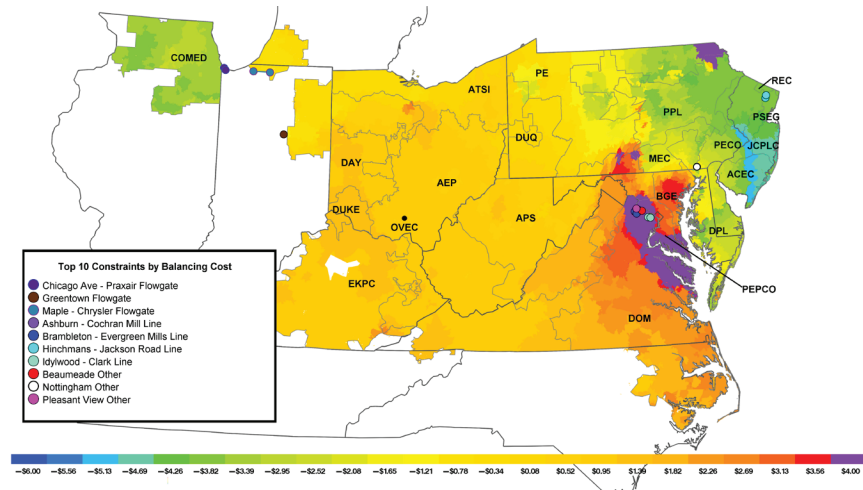 COMED
REC
ATSI
PE
PPL
PSEG
DUQ
PECO
JCPLC
MEC
DAY
ACEC
AEP
BGE
DUKE
APS
OVEC
DPL
EKPC
PEPCO
DOM
Top 10 Constraints by Balancing Cost
Chicago Ave - Praxair Flowgate
Greentown Flowgate
Maple - Chrysler Flowgate
Ashburn - Cochran Mill Line
Brambleton - Evergreen Mills Line
Hinchmans - Jackson Road Line
Idylwood - Clark Line
Beaumeade Other
Nottingham Other
Pleasant View Other
–$6.00 –$5.56 –$5.13 –$4.69 –$4.26 –$3.82 –$3.39 –$2.95 –$2.52 –$2.08 –$1.65 –$1.21 –$0.78 –$0.34 $0.08 $0.52 $0.95 $1.39 $1.82 $2.26 $2.69 $3.13 $3.56 $4.00